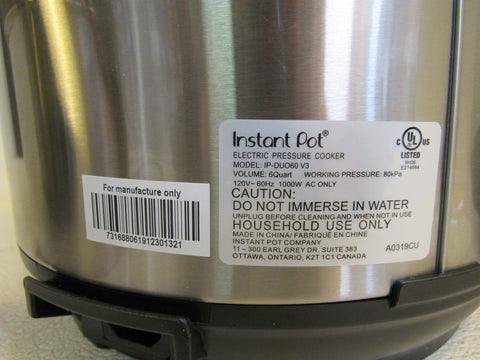 For manufacture only
731688061912301321
Instant Pot®
ELECTRIC PRESSURE COOKER
MODEL: IP-DUO60 V3
VOLUME: 6Quart WORKING PRESSURE: 80kPa
120V~ 60Hz 1000W AC ONLY
CAUTION:
DO NOT IMMERSE IN WATER
UNPLUG BEFORE CLEANING AND WHEN NOT IN USE
HOUSEHOLD USE ONLY
MADE IN CHINA/ FABRIQUÉ EN CHINE
INSTANT POT COMPANY
11 – 300 EARL GREY DR. SUITE 383
OTTAWA, ONTARIO, K2T 1C1 CANADA
A0319CU
C UL US
LISTED
E214694